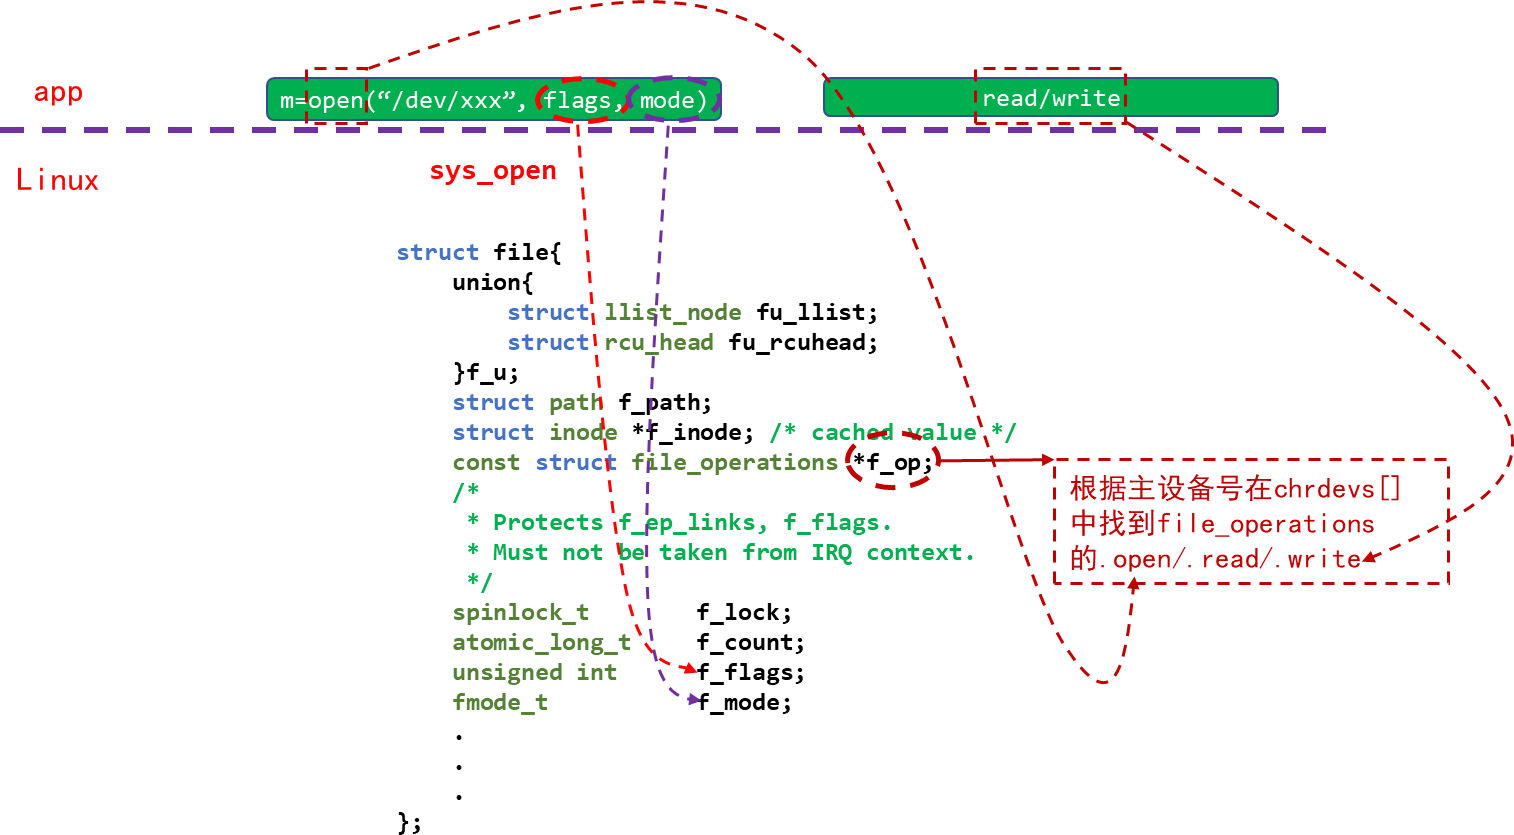 app
m=open(“/dev/xxx”, flags, mode)
read/write
Linux
sys_open
struct file{
union{
struct llist_node fu_llist;
struct rcu_head fu_rcuhead;
}f_u;
struct path f_path;
struct inode *f_inode; /* cached value */
const struct file_operations *f_op;
/*
* Protects f_ep_links, f_flags.
* Must not be taken from IRQ context.
*/
spinlock_t f_lock;
atomic_long_t f_count;
unsigned int f_flags;
fmode_t f_mode;
.
.
.
};
根据主设备号在chrdevs[]
中找到file_operations
的.open/.read/.write